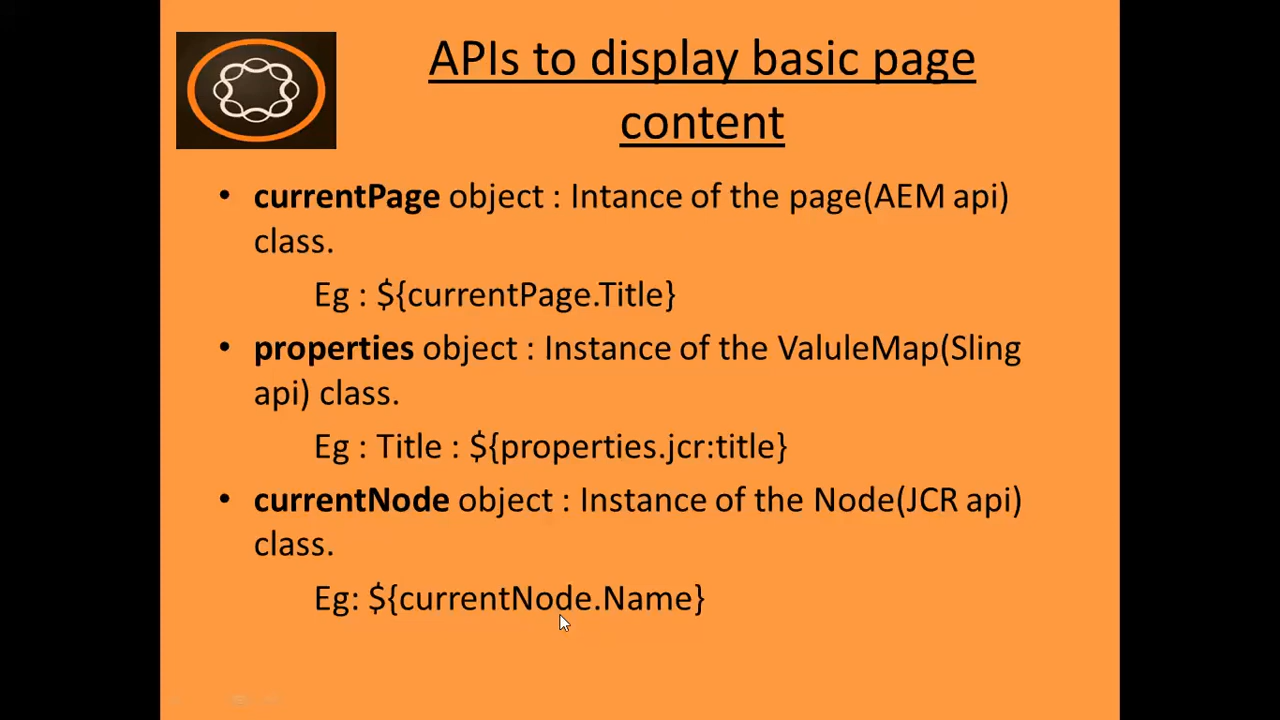 APIs to display basic page
content
• currentPage object : Intance of the page(AEM api)
class.
Eg : ${currentPage.Title}
• properties object : Instance of the ValuleMap(Sling
api) class.
Eg : Title : ${properties.jcr:title}
• currentNode object : Instance of the Node(JCR api)
class.
Eg: ${currentNode.Name}